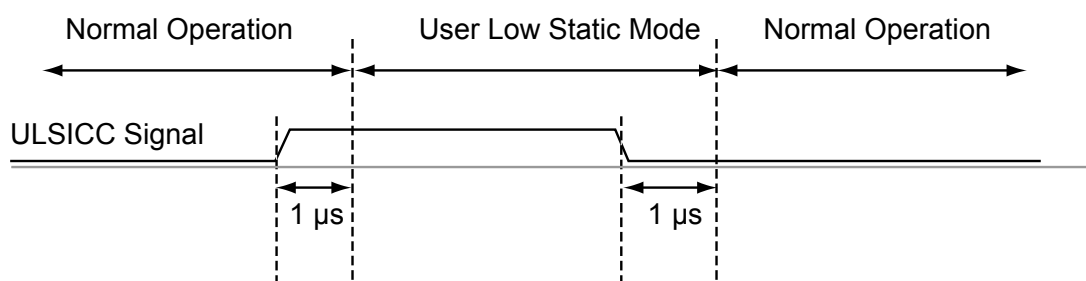 Normal Operation
User Low Static Mode
Normal Operation
ULSICC Signal
1 μs
1 μs